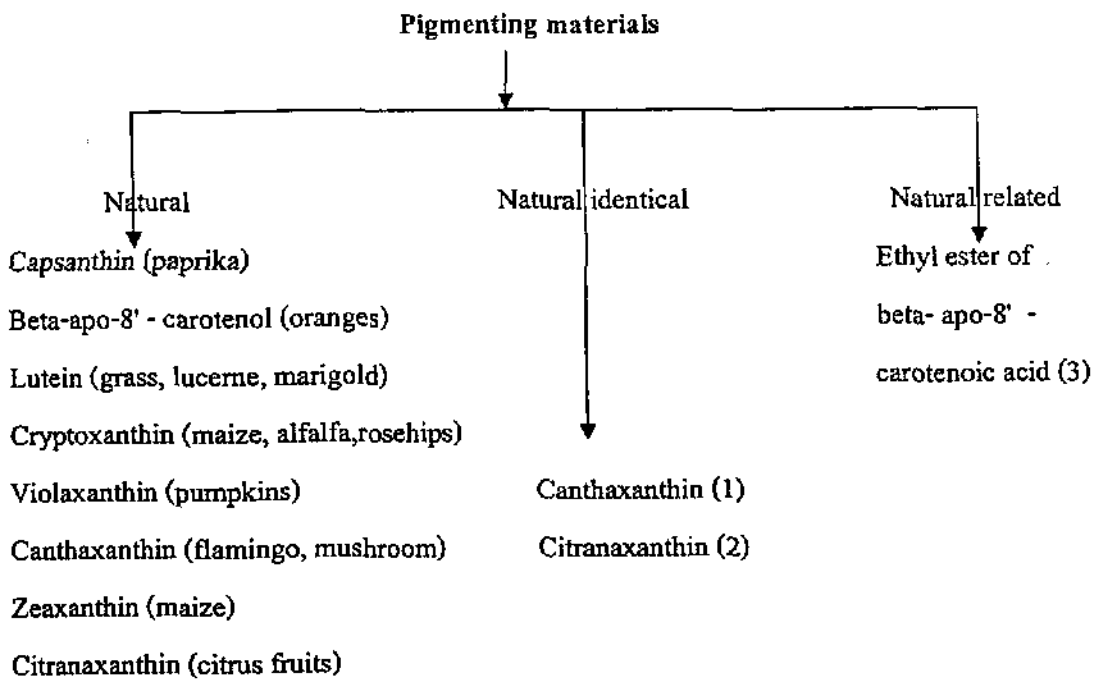 Pigmenting materials
Natural
Capsanthin (paprika)
Beta-apo-8' - carotenol (oranges)
Lutein (grass, lucerne, marigold)
Cryptoxanthin (maize, alfalfa,rosehips)
Violaxanthin (pumpkins)
Canthaxanthin (flamingo, mushroom)
Zeaxanthin (maize)
Citranaxanthin (citrus fruits)
Natural identical
Canthaxanthin (1)
Citranaxanthin (2)
Natural related
Ethyl ester of
beta- apo-8' -
carotenoic acid (3)